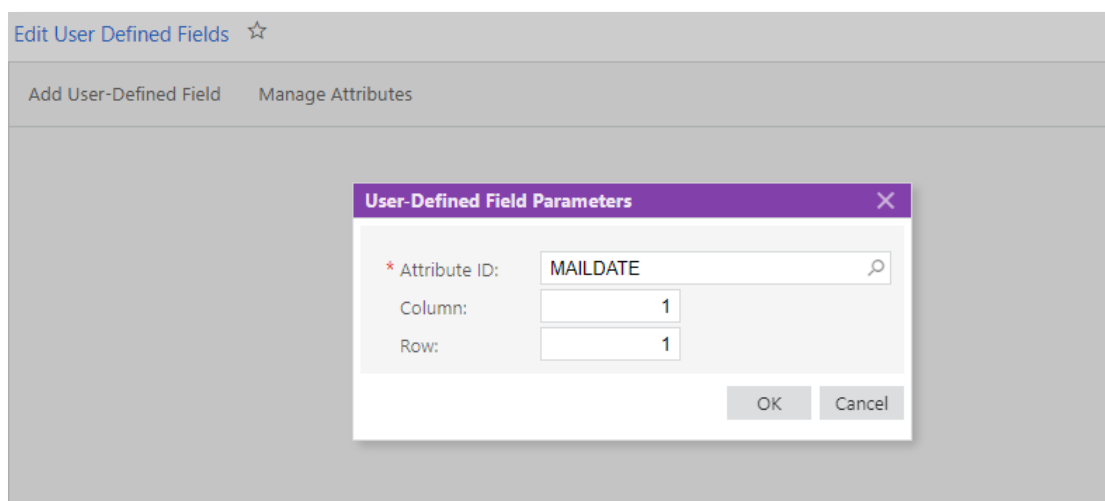 Edit User Defined Fields
Add User-Defined Field Manage Attributes
User-Defined Field Parameters
* Attribute ID: MAILDATE
Column: 1
Row: 1
OK Cancel